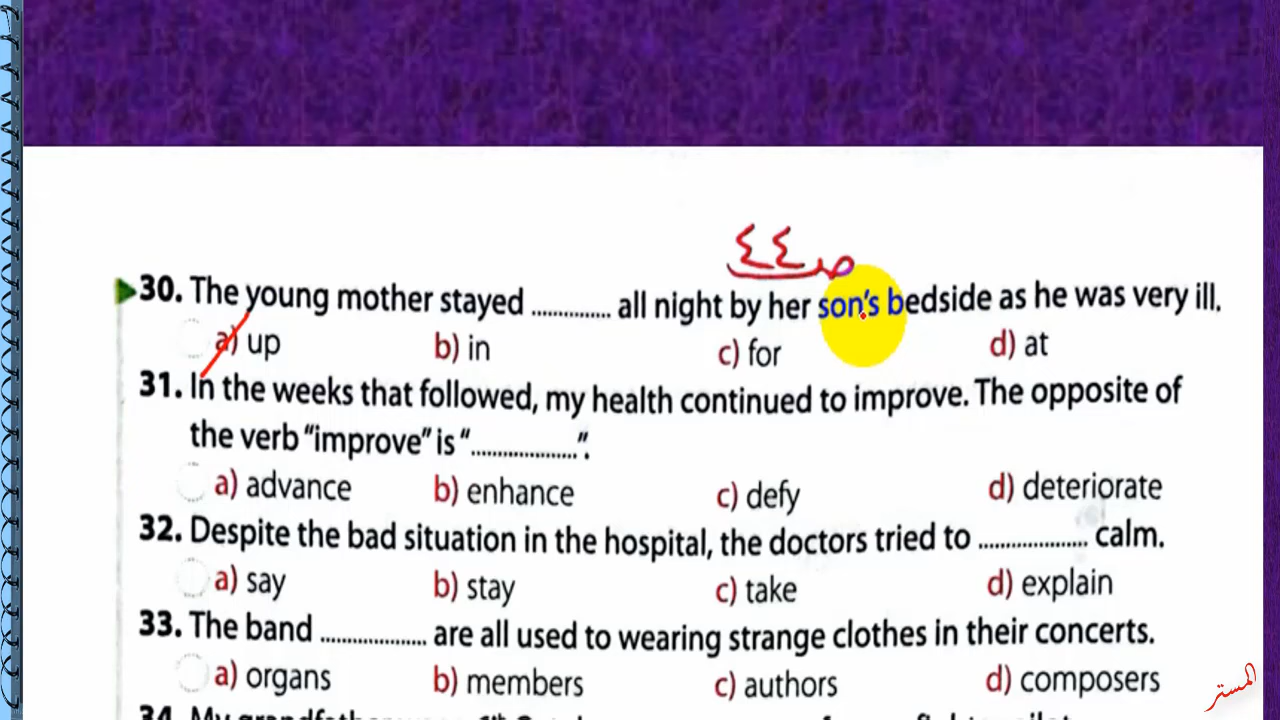 ص٤٤
30. The young mother stayed ............... all night by her son's bedside as he was very ill.
a) up b) in c) for d) at
31. In the weeks that followed, my health continued to improve. The opposite of
the verb "improve" is "....................".
a) advance b) enhance c) defy d) deteriorate
32. Despite the bad situation in the hospital, the doctors tried to .................... calm.
a) say b) stay c) take d) explain
33. The band .................... are all used to wearing strange clothes in their concerts.
a) organs b) members c) authors d) composers
34. My
المستر